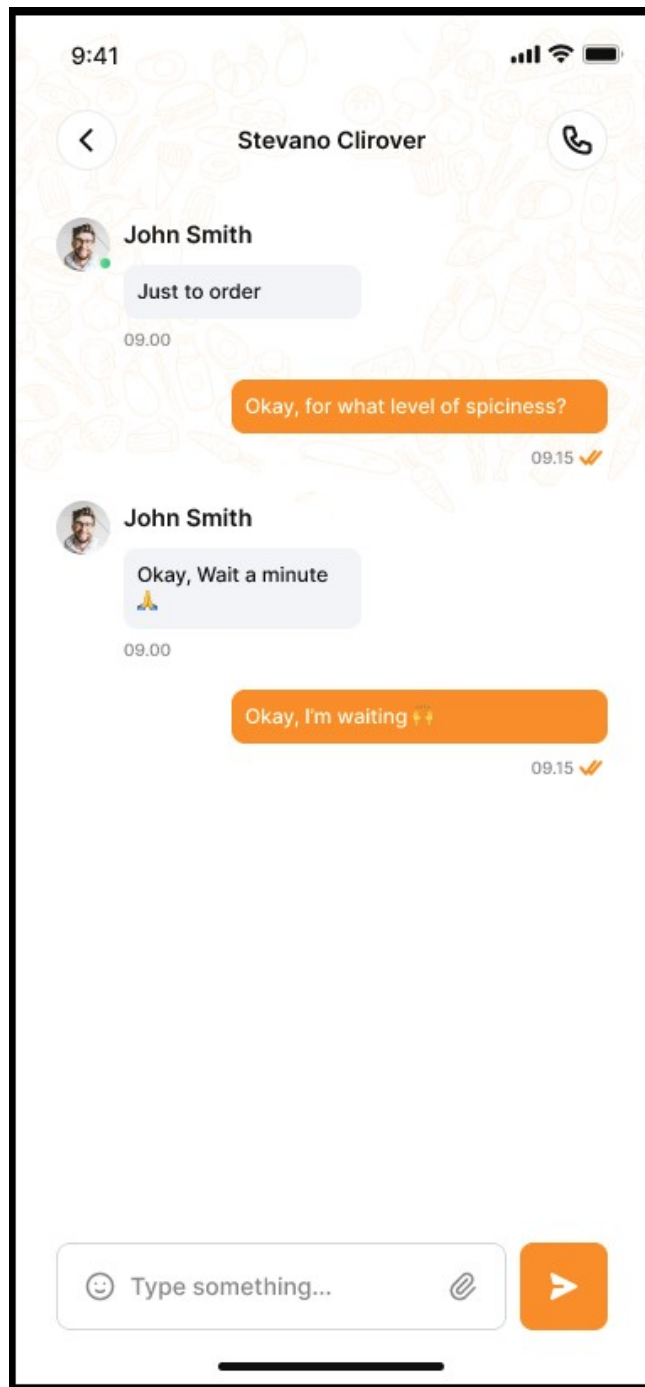 9:41
Stevano Clirover
John Smith
Just to order
09.00
Okay, for what level of spiciness?
09.15
John Smith
Okay, Wait a minute
🙏
09.00
Okay, I'm waiting 🙌
09.15
Type something...